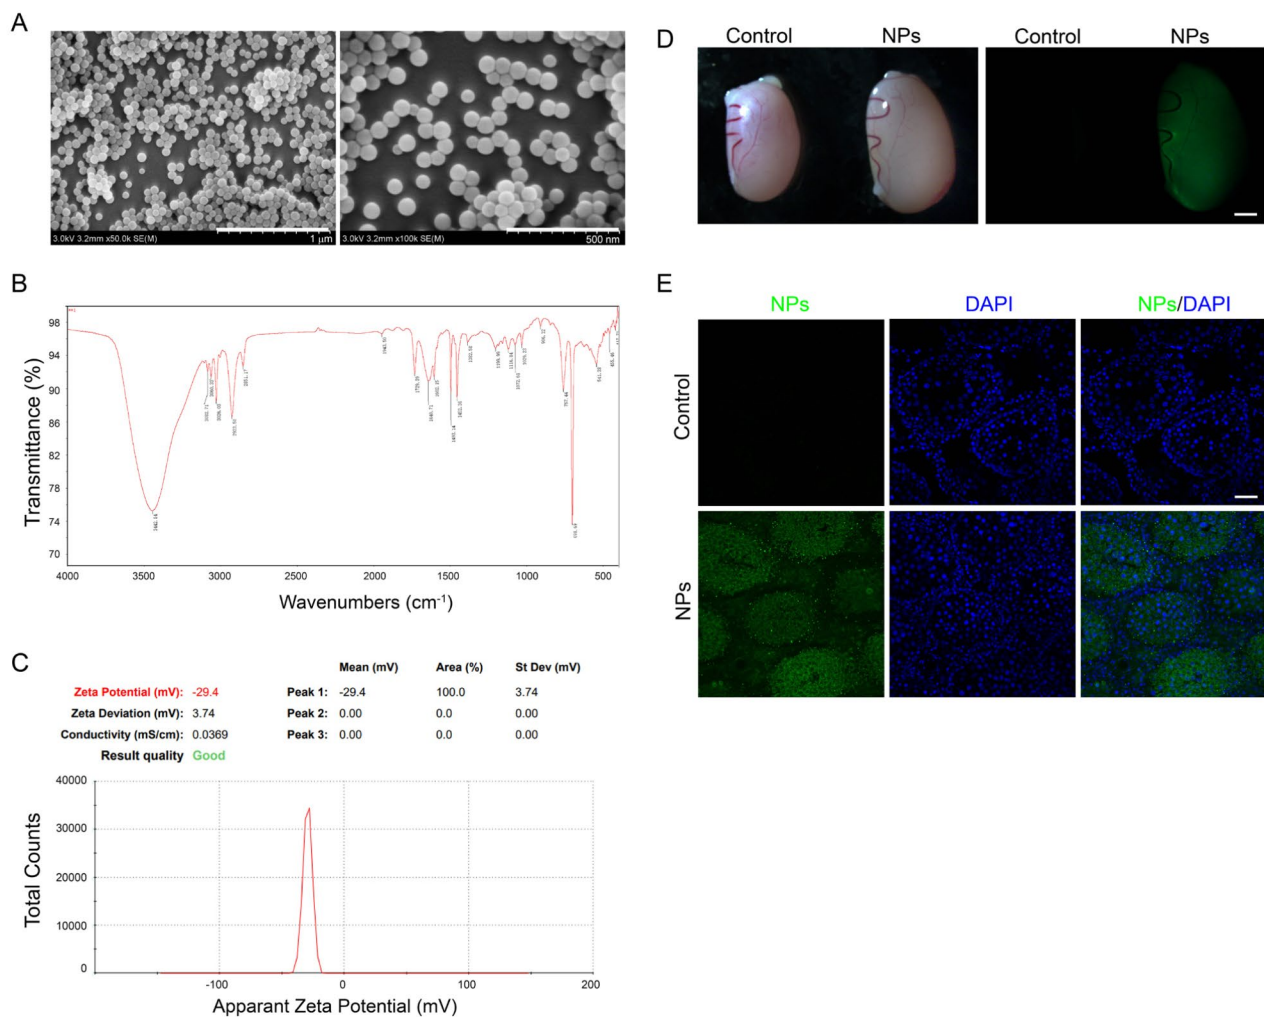 A
3.0kV 3.2mm x50.0k SE(M)
1 μm
3.0kV 3.2mm x100k SE(M)
500 nm
B
Transmittance (%)
98
94
90
86
82
78
74
70
4000
3500
3000
2500
2000
1500
1000
500
Wavenumbers (cm-1)
C
Mean (mV) Area (%) St Dev (mV)
Zeta Potential (mV): -29.4 Peak 1: -29.4 100.0 3.74
Zeta Deviation (mV): 3.74 Peak 2: 0.00 0.0 0.00
Conductivity (mS/cm): 0.0369 Peak 3: 0.00 0.0 0.00
Result quality Good
Total Counts
40000
30000
20000
10000
0
-100 0 100 200
Apparant Zeta Potential (mV)
D
Control NPs Control NPs
E
NPs DAPI NPs/DAPI
Control
NPs